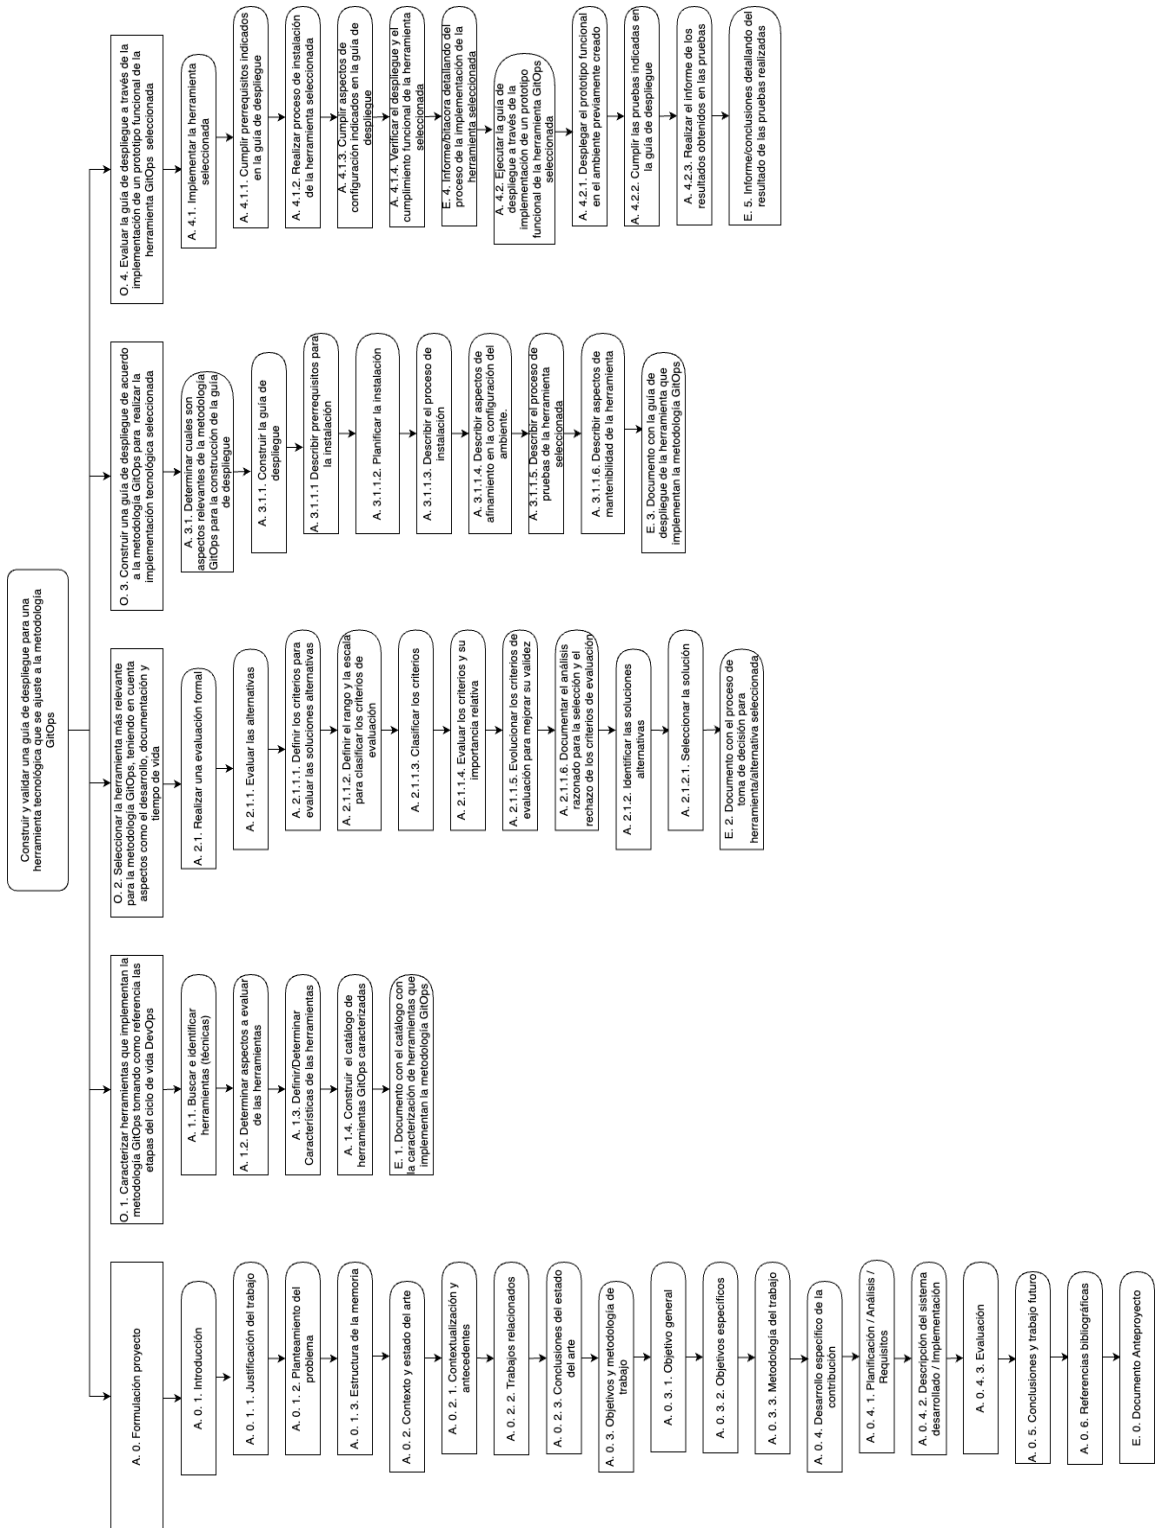 Construir y validar una guía de despliegue para una
herramienta tecnológica que se ajuste a la metodología
GitOps
A. 0. Formulación proyecto
A. 0. 1. Introducción
A. 0. 1. 1. Justificación del trabajo
A. 0. 1. 2. Planteamiento del
problema
A. 0. 1. 3. Estructura de la memoria
A. 0. 2. Contexto y estado del arte
A. 0. 2. 1. Contextualización y
antecedentes
A. 0. 2. 2. Trabajos relacionados
A. 0. 2. 3. Conclusiones del estado
del arte
A. 0. 3. Objetivos y metodología de
trabajo
A. 0. 3. 1. Objetivo general
A. 0. 3. 2. Objetivos específicos
A. 0. 3. 3. Metodología del trabajo
A. 0. 4. Desarrollo específico de la
contribución
A. 0. 4. 1. Planificación / Análisis /
Requisitos
A. 0. 4. 2. Descripción del sistema
desarrollado / Implementación
A. 0. 4. 3. Evaluación
A. 0. 5. Conclusiones y trabajo futuro
A. 0. 6. Referencias bibliográficas
E. 0. Documento Anteproyecto
O. 1. Caracterizar herramientas que implementan la
metodología GitOps tomando como referencia las
etapas del ciclo de vida DevOps
A. 1.1. Buscar e identificar
herramientas (técnicas)
A. 1.2. Determinar aspectos a evaluar
de las herramientas
A. 1.3. Definir/Determinar
Características de las herramientas
A. 1.4. Construir el catálogo de
herramientas GitOps caracterizadas
E. 1. Documento con el catálogo con
la caracterización de herramientas que
implementan la metodología GitOps
O. 2. Seleccionar la herramienta más relevante
para la metodología GitOps, teniendo en cuenta
aspectos como el desarrollo, documentación y
tiempo de vida
A. 2.1. Realizar una evaluación formal
A. 2.1.1. Evaluar las alternativas
A. 2.1.1.1. Definir los criterios para
evaluar las soluciones alternativas
A. 2.1.1.2. Definir el rango y la escala
para clasificar los criterios de
evaluación
A. 2.1.1.3. Clasificar los criterios
A. 2.1.1.4. Evaluar los criterios y su
importancia relativa
A. 2.1.1.5. Evolucionar los criterios de
evaluación para mejorar su validez
A. 2.1.1.6. Documentar el análisis
razonado para la selección y el
rechazo de los criterios de evaluación
A. 2.1.2. Identificar las soluciones
alternativas
A. 2.1.2.1. Seleccionar la solución
E. 2. Documento con el proceso de
toma de decisión para
herramienta/alternativa seleccionada
O. 3. Construir una guía de despliegue de acuerdo
a la metodología GitOps para realizar la
implementación tecnológica seleccionada
A. 3.1. Determinar cuales son
aspectos relevantes de la metodología
GitOps para la construcción de la guía
de despliegue
A. 3.1.1. Construir la guía de
despliegue
A. 3.1.1.1 Describir prerrequisitos para
la instalación
A. 3.1.1.2. Planificar la instalación
A. 3.1.1.3. Describir el proceso de
instalación
A. 3.1.1.4. Describir aspectos de
afinamiento en la configuración del
ambiente.
A. 3.1.1.5. Describir el proceso de
pruebas de la herramienta
seleccionada
A. 3.1.1.6. Describir aspectos de
mantenibilidad de la herramienta
E. 3. Documento con la guía de
despliegue de la herramienta que
implementan la metodología GitOps
O. 4. Evaluar la guía de despliegue a través de la
implementación de un prototipo funcional de la
herramienta GitOps seleccionada
A. 4.1. Implementar la herramienta
seleccionada
A. 4.1.1. Cumplir prerrequisitos indicados
en la guía de despliegue
A. 4.1.2. Realizar proceso de instalación
de la herramienta seleccionada
A. 4.1.3. Cumplir aspectos de
configuración indicados en la guía de
despliegue
A. 4.1.4. Verificar el despliegue y el
cumplimiento funcional de la herramienta
seleccionada
E. 4. Informe/bitacora detallando del
proceso de la implementación de la
herramienta seleccionada
A. 4.2. Ejecutar la guía de
despliegue a través de la
implementación de un prototipo
funcional de la herramienta GitOps
seleccionada
A. 4.2.1. Desplegar el prototipo funcional
en el ambiente previamente creado
A. 4.2.2. Cumplir las pruebas indicadas en
la guía de despliegue
A. 4.2.3. Realizar el informe de los
resultados obtenidos en las pruebas
E. 5. Informe/conclusiones detallando del
resultado de las pruebas realizadas